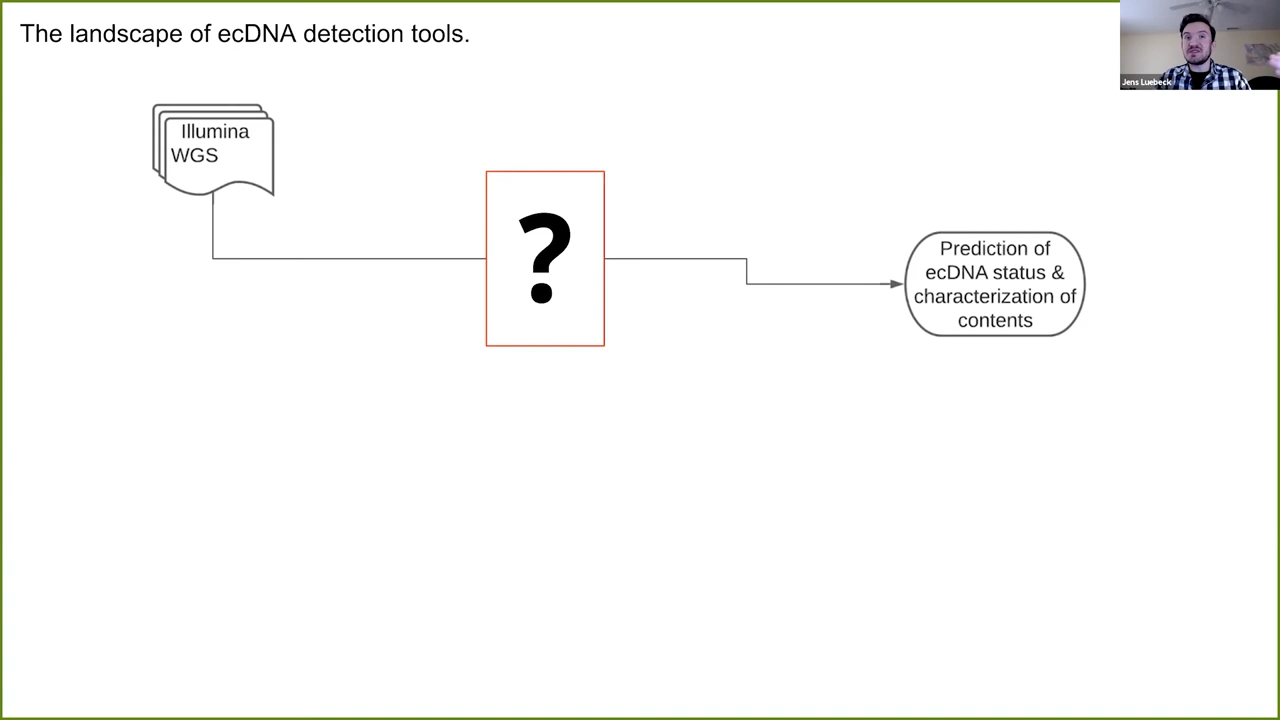 The landscape of ecDNA detection tools.
Jens Luebeck
Illumina
WGS
?
Prediction of
ecDNA status &
characterization of
contents